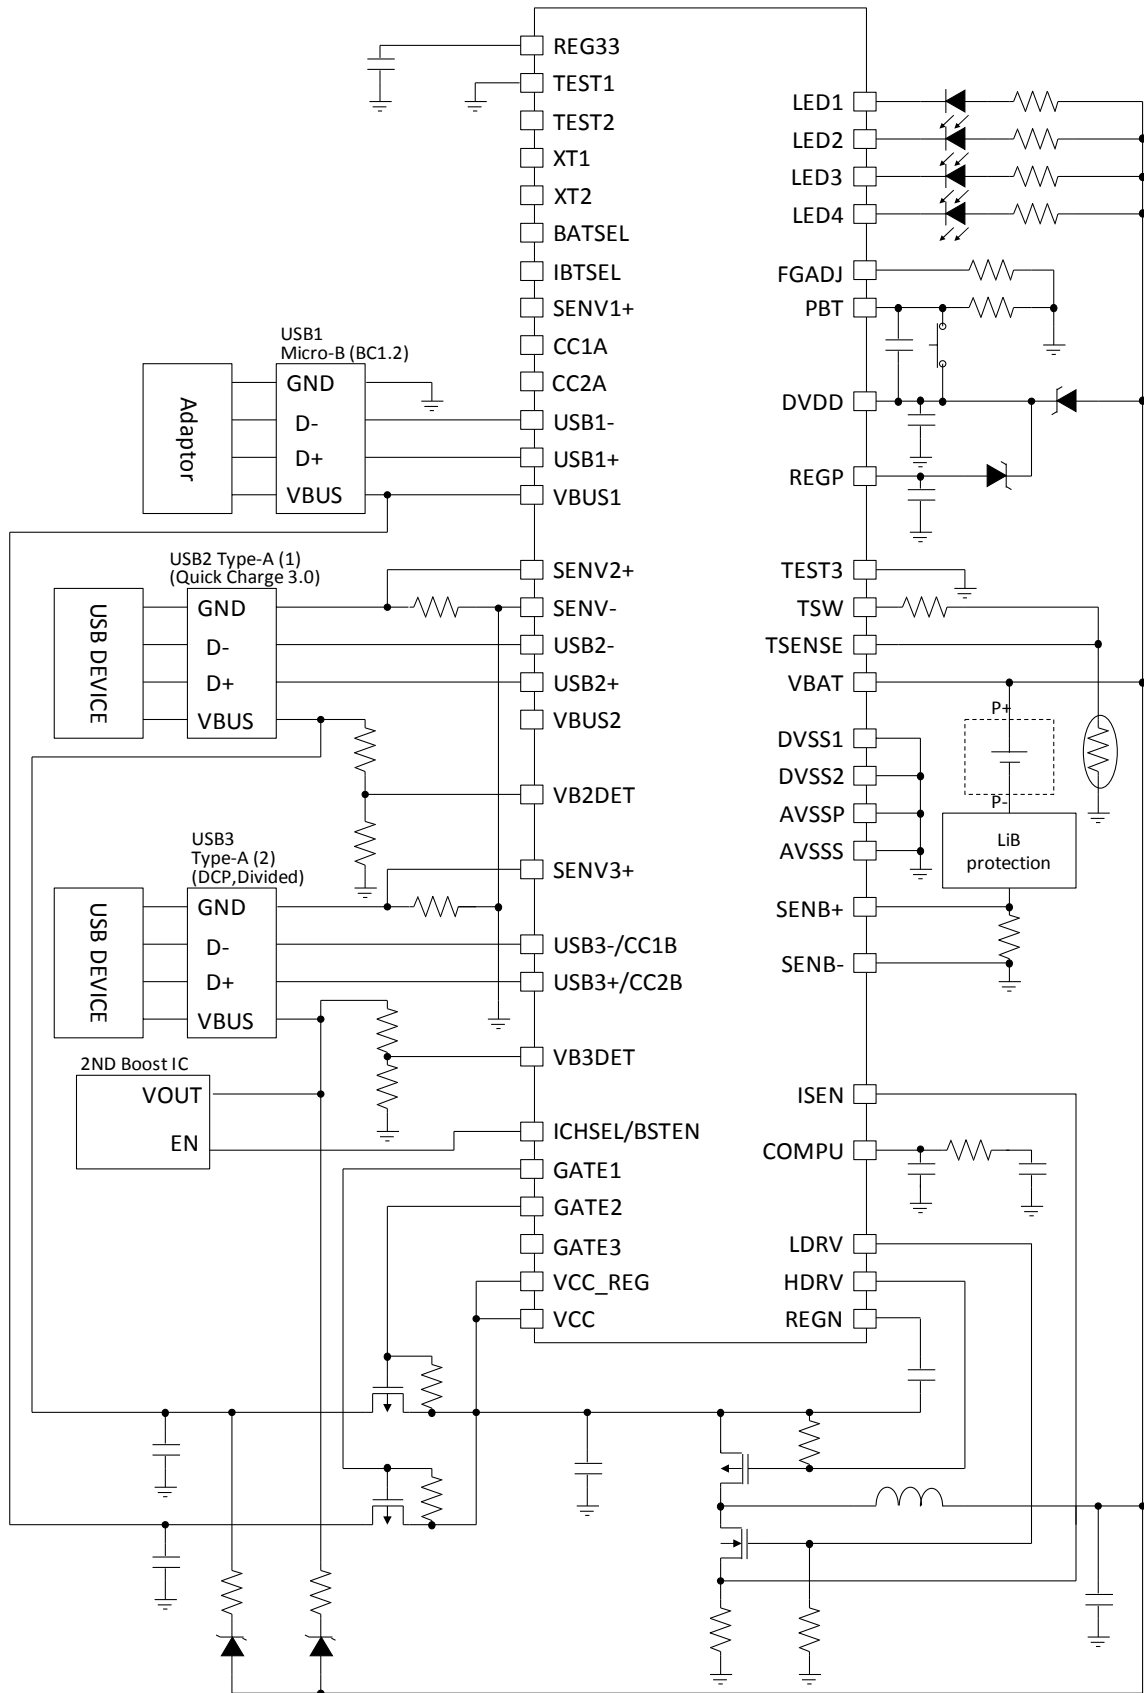 REG33
TEST1
TEST2
XT1
XT2
BATSEL
IBTSEL
SENV1+
CC1A
CC2A
USB1-
USB1+
VBUS1
SENV2+
SENV-
USB2-
USB2+
VBUS2
VB2DET
SENV3+
USB3-/CC1B
USB3+/CC2B
VB3DET
ICHSEL/BSTEN
GATE1
GATE2
GATE3
VCC_REG
VCC
LED1
LED2
LED3
LED4
FGADJ
PBT
DVDD
REGP
TEST3
TSW
TSENSE
VBAT
DVSS1
DVSS2
AVSSP
AVSSS
SENB+
SENB-
ISEN
COMPU
LDRV
HDRV
REGN
USB1
Micro-B (BC1.2)
Adaptor
GND
D-
D+
VBUS
USB2 Type-A (1)
(Quick Charge 3.0)
USB DEVICE
GND
D-
D+
VBUS
USB3
Type-A (2)
(DCP,Divided)
USB DEVICE
GND
D-
D+
VBUS
2ND Boost IC
VOUT
EN
P+
P-
LiB
protection